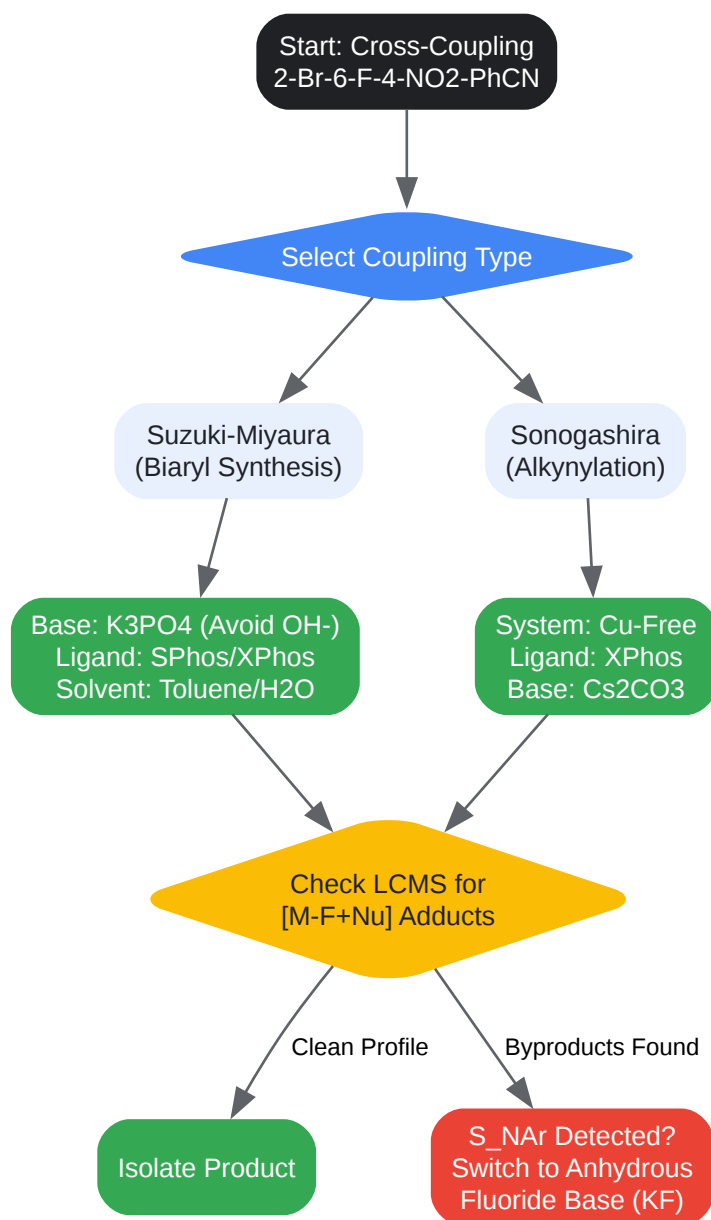 Start: Cross-Coupling
2-Br-6-F-4-NO2-PhCN
Select Coupling Type
Suzuki-Miyaura
(Biaryl Synthesis)
Sonogashira
(Alkynylation)
Base: K3PO4 (Avoid OH-)
Ligand: SPhos/XPhos
Solvent: Toluene/H2O
System: Cu-Free
Ligand: XPhos
Base: Cs2CO3
Check LCMS for
[M-F+Nu] Adducts
Clean Profile
Byproducts Found
Isolate Product
S_NAr Detected?
Switch to Anhydrous
Fluoride Base (KF)